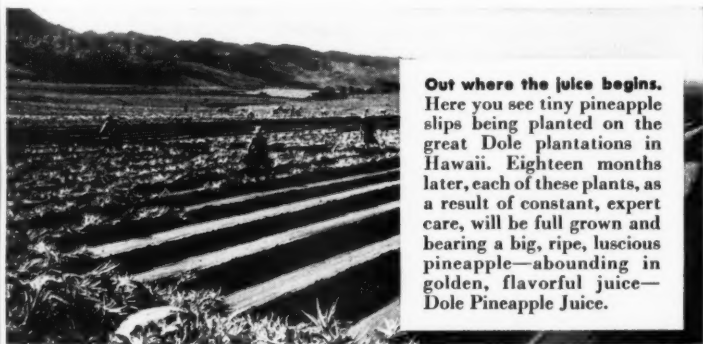 Out where the juice begins.
Here you see tiny pineapple
slips being planted on the
great Dole plantations in
Hawaii. Eighteen months
later, each of these plants, as
a result of constant, expert
care, will be full grown and
bearing a big, ripe, luscious
pineapple—abounding in
golden, flavorful juice—
Dole Pineapple Juice.